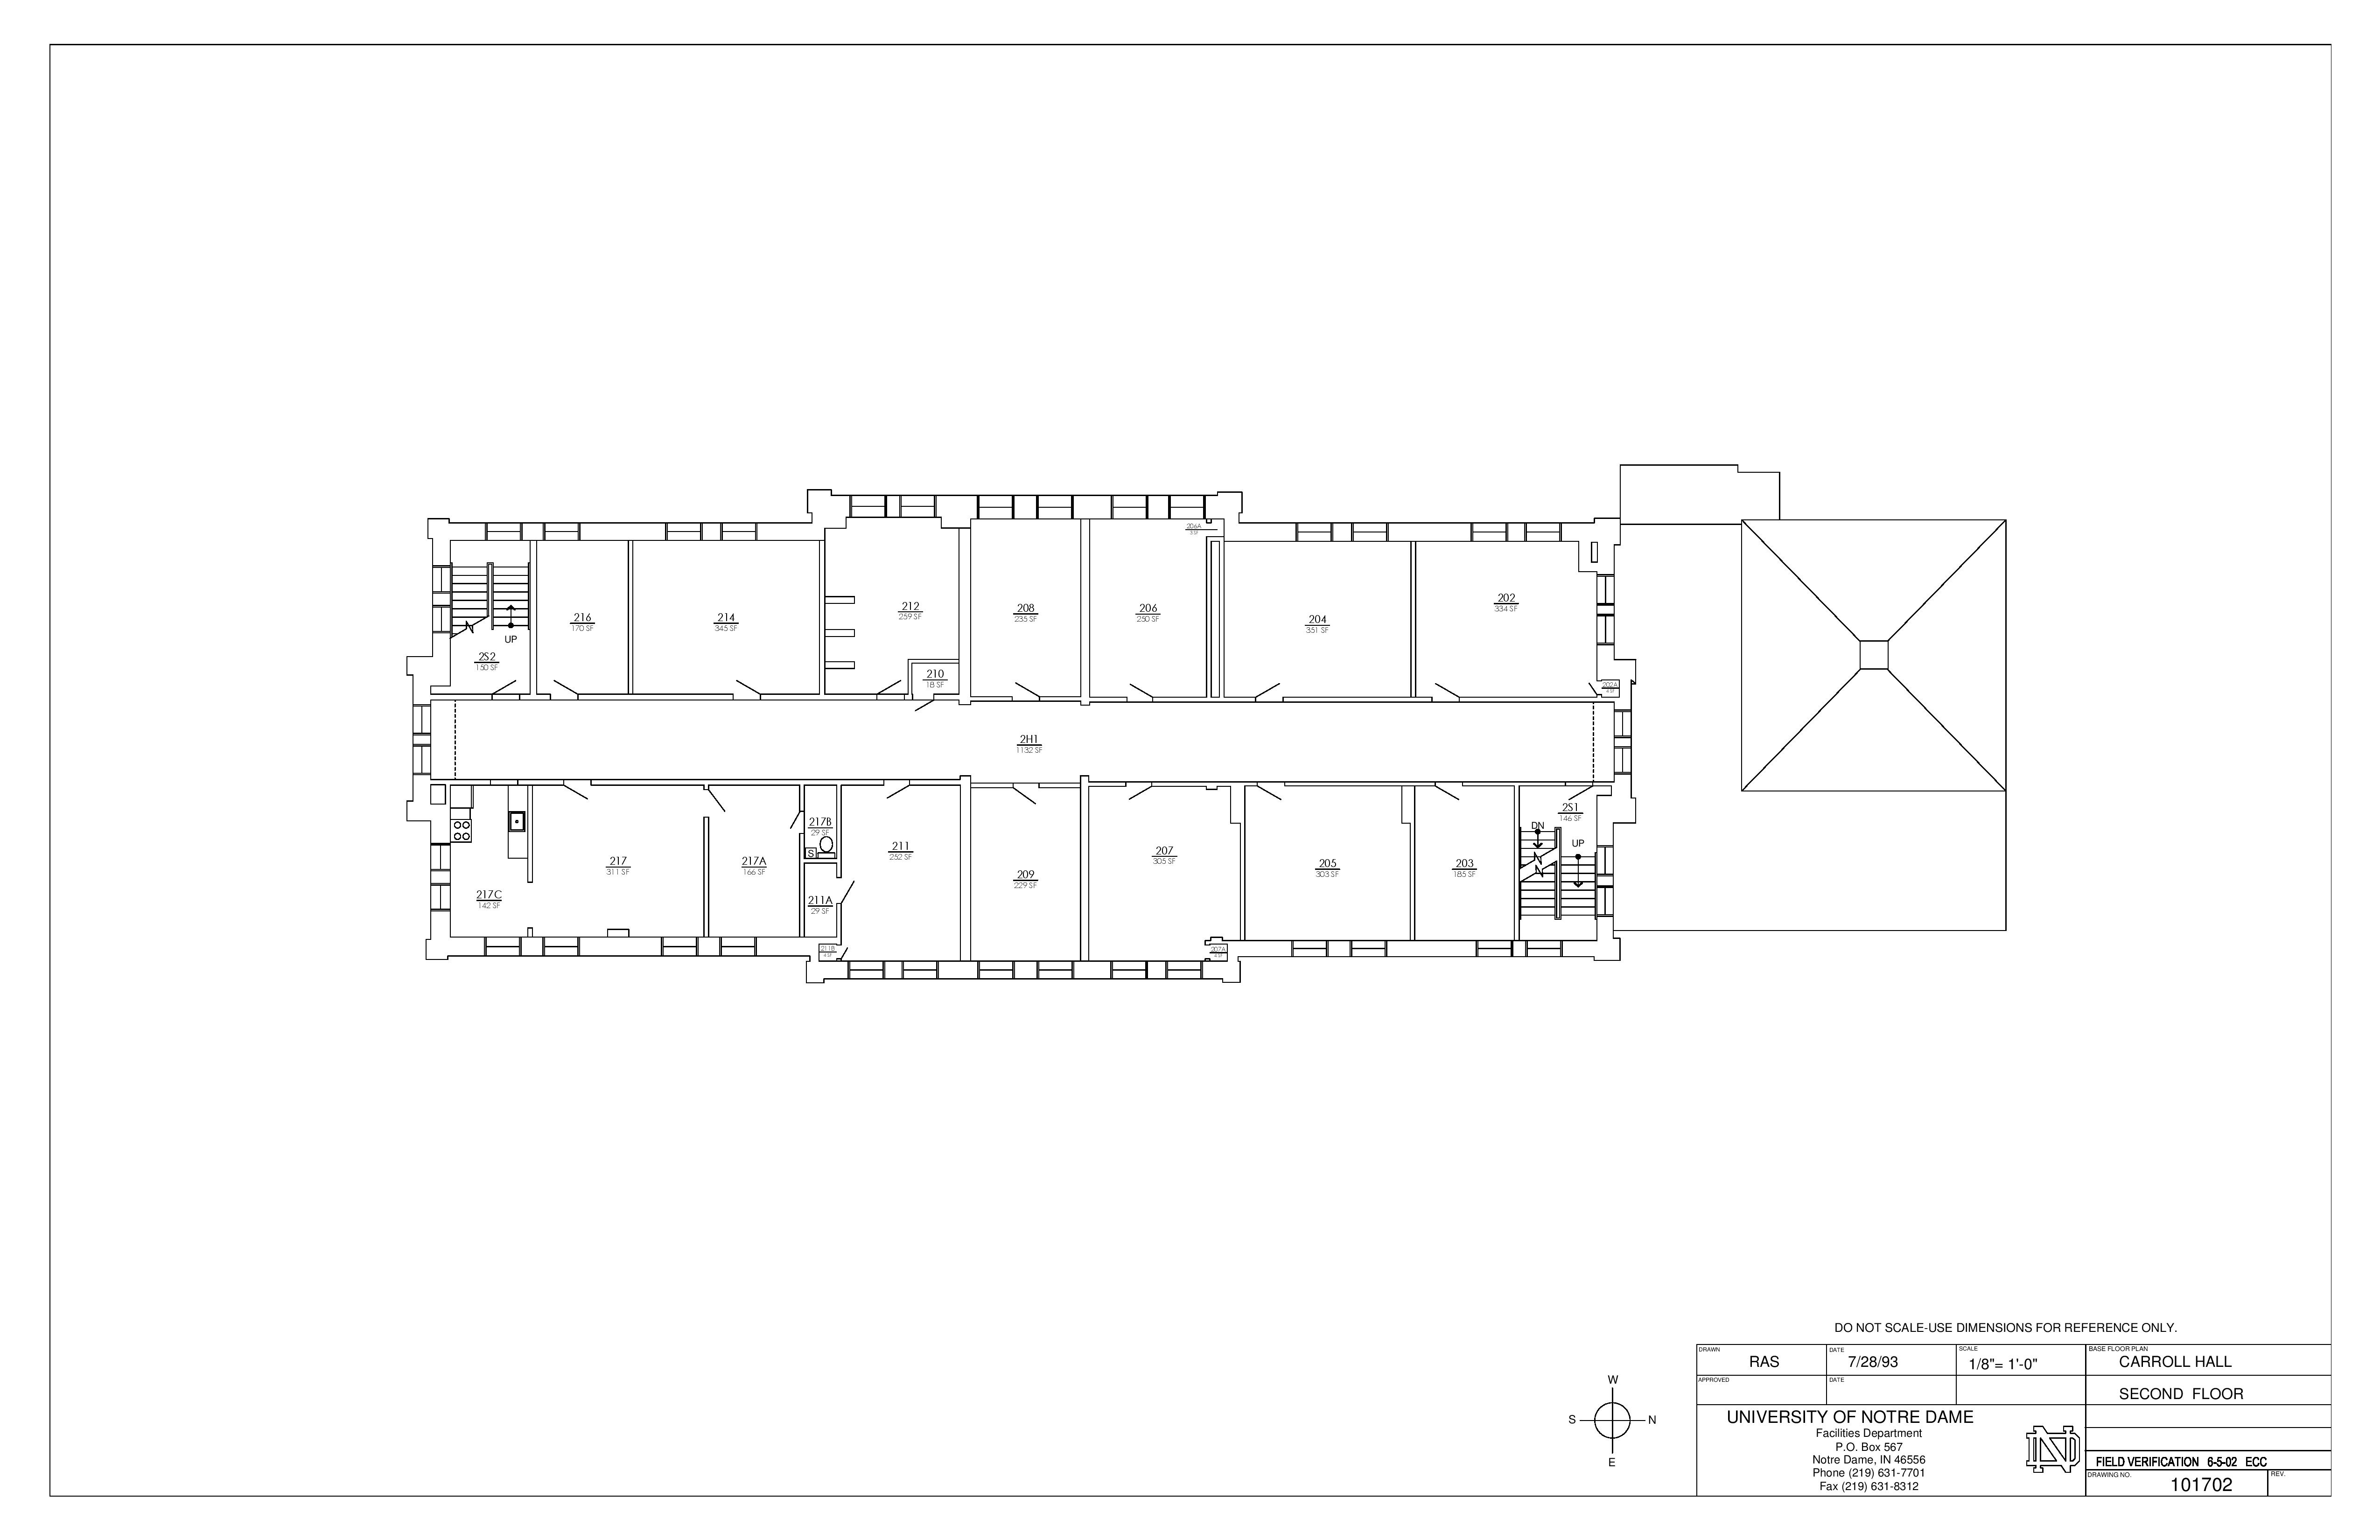 206A
212
259 SF
208
235 SF
206
250 SF
202
334 SF
216
170 SF
214
345 SF
204
351 SF
UP
2S2
150 SF
210
18 SF
202A
2H1
1132 SF
2S1
146 SF
217B
29 SF
DN
UP
S
211
252 SF
207
305 SF
217
311 SF
217A
166 SF
205
303 SF
203
185 SF
209
229 SF
217C
142 SF
211A
29 SF
211B
4 SF
207A
DO NOT SCALE-USE DIMENSIONS FOR REFERENCE ONLY.
DRAWN
RAS
DATE
7/28/93
SCALE
1/8"= 1'-0"
BASE FLOOR PLAN
CARROLL HALL
APPROVED
DATE
SECOND FLOOR
W
S
N
E
UNIVERSITY OF NOTRE DAME
Facilities Department
P.O. Box 567
Notre Dame, IN 46556
Phone (219) 631-7701
Fax (219) 631-8312
ND
FIELD VERIFICATION 6-5-02 ECC
DRAWING NO.
101702
REV.